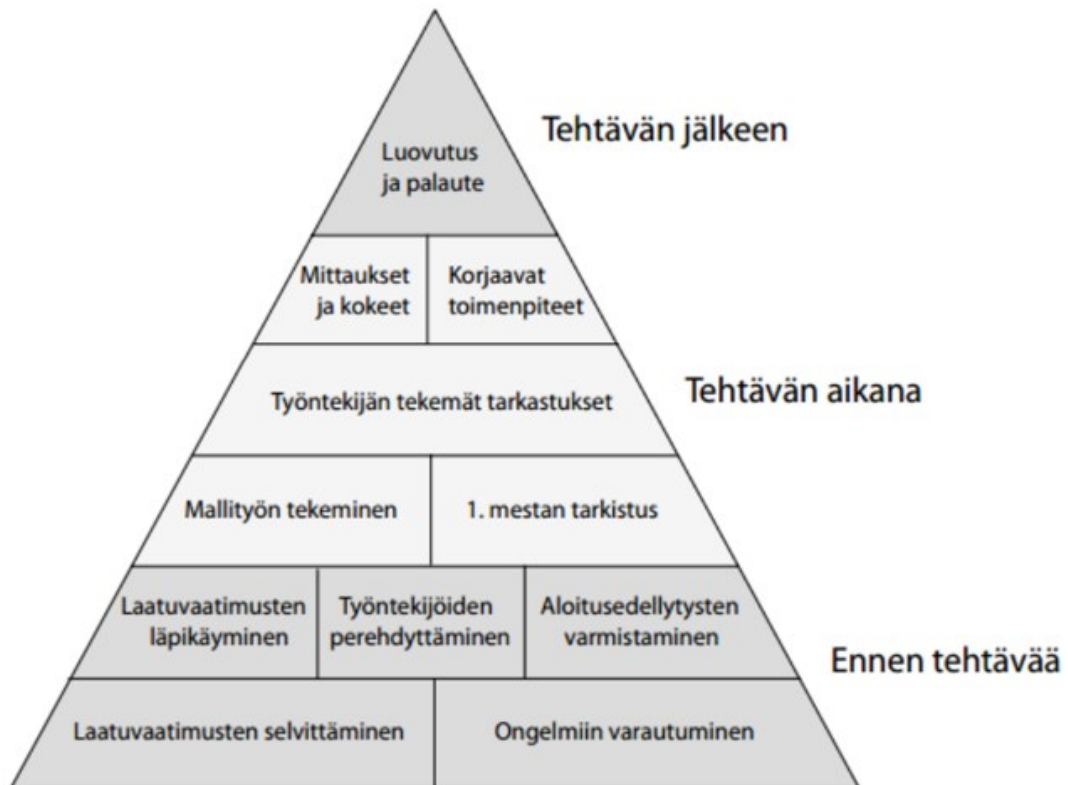 Tehtävän jälkeen
Luovutus
ja palaute
Mittaukset
ja kokeet
Korjaavat
toimenpiteet
Työntekijän tekemät tarkastukset
Tehtävän aikana
Mallityön tekeminen
1. mestan tarkistus
Laatuvaatimusten
läpikäyminen
Työntekijöiden
perehdyttäminen
Aloitusedellytysten
varmistaminen
Ennen tehtävää
Laatuvaatimusten selvittäminen
Ongelmiin varautuminen